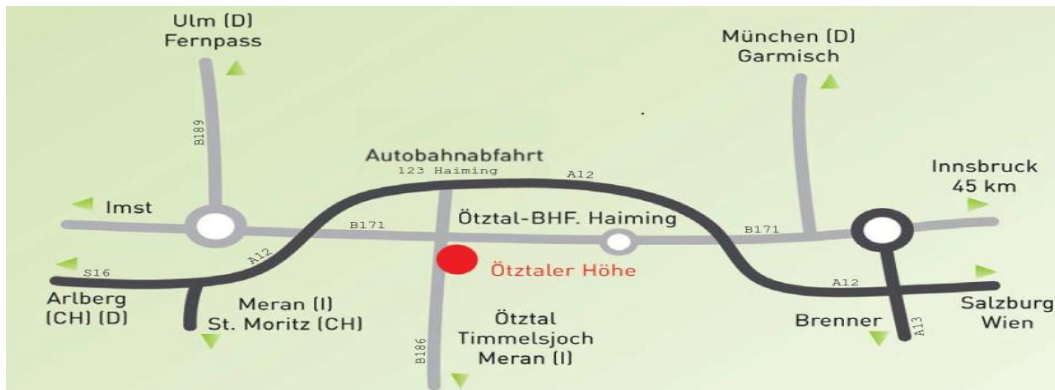 Ulm (D)
Fernpass
München (D)
Garmisch
B189
Autobahnabfahrt
123 Haiming
A12
Innsbruck
45 km
Imst
Ötztal-BHF. Haiming
B171
B171
A12
S16
Ötztaler Höhe
A12
Arlberg
(CH) (D)
Meran (I)
St. Moritz (CH)
Ötztal
Timmelsjoch
Meran (I)
B186
Brenner
A13
Salzburg
Wien